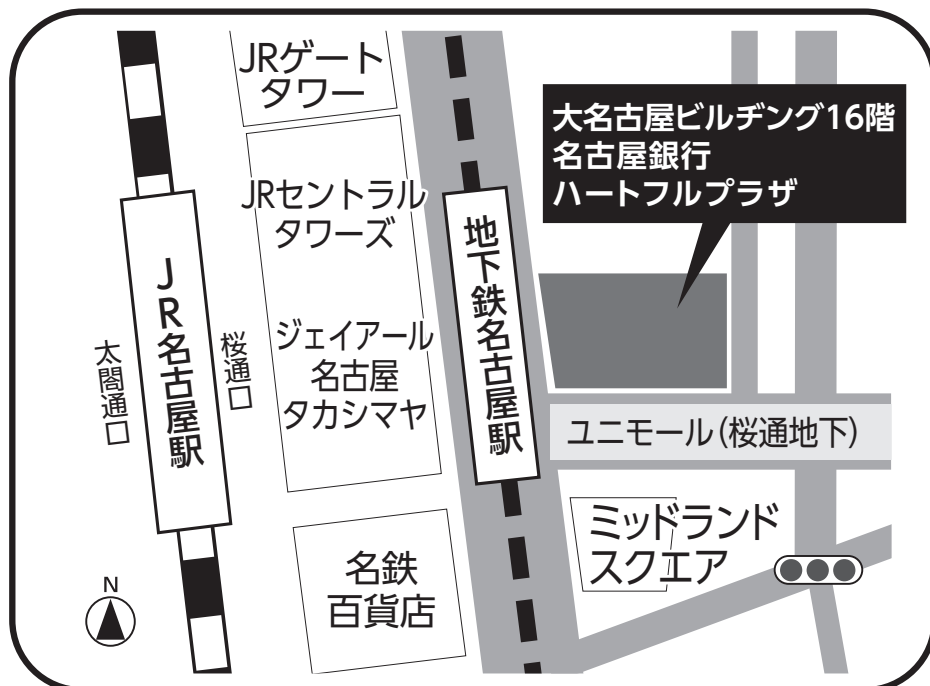 JRゲート
タワー
大名古屋ビルヂング16階
名古屋銀行
ハートフルプラザ
JRセントラル
タワーズ
地下鉄名古屋駅
JR名古屋駅
太閤通口
桜通口
ジェイアール
名古屋
タカシマヤ
ユニモール(桜通地下)
ミッドランド
スクエア
名鉄
百貨店
N